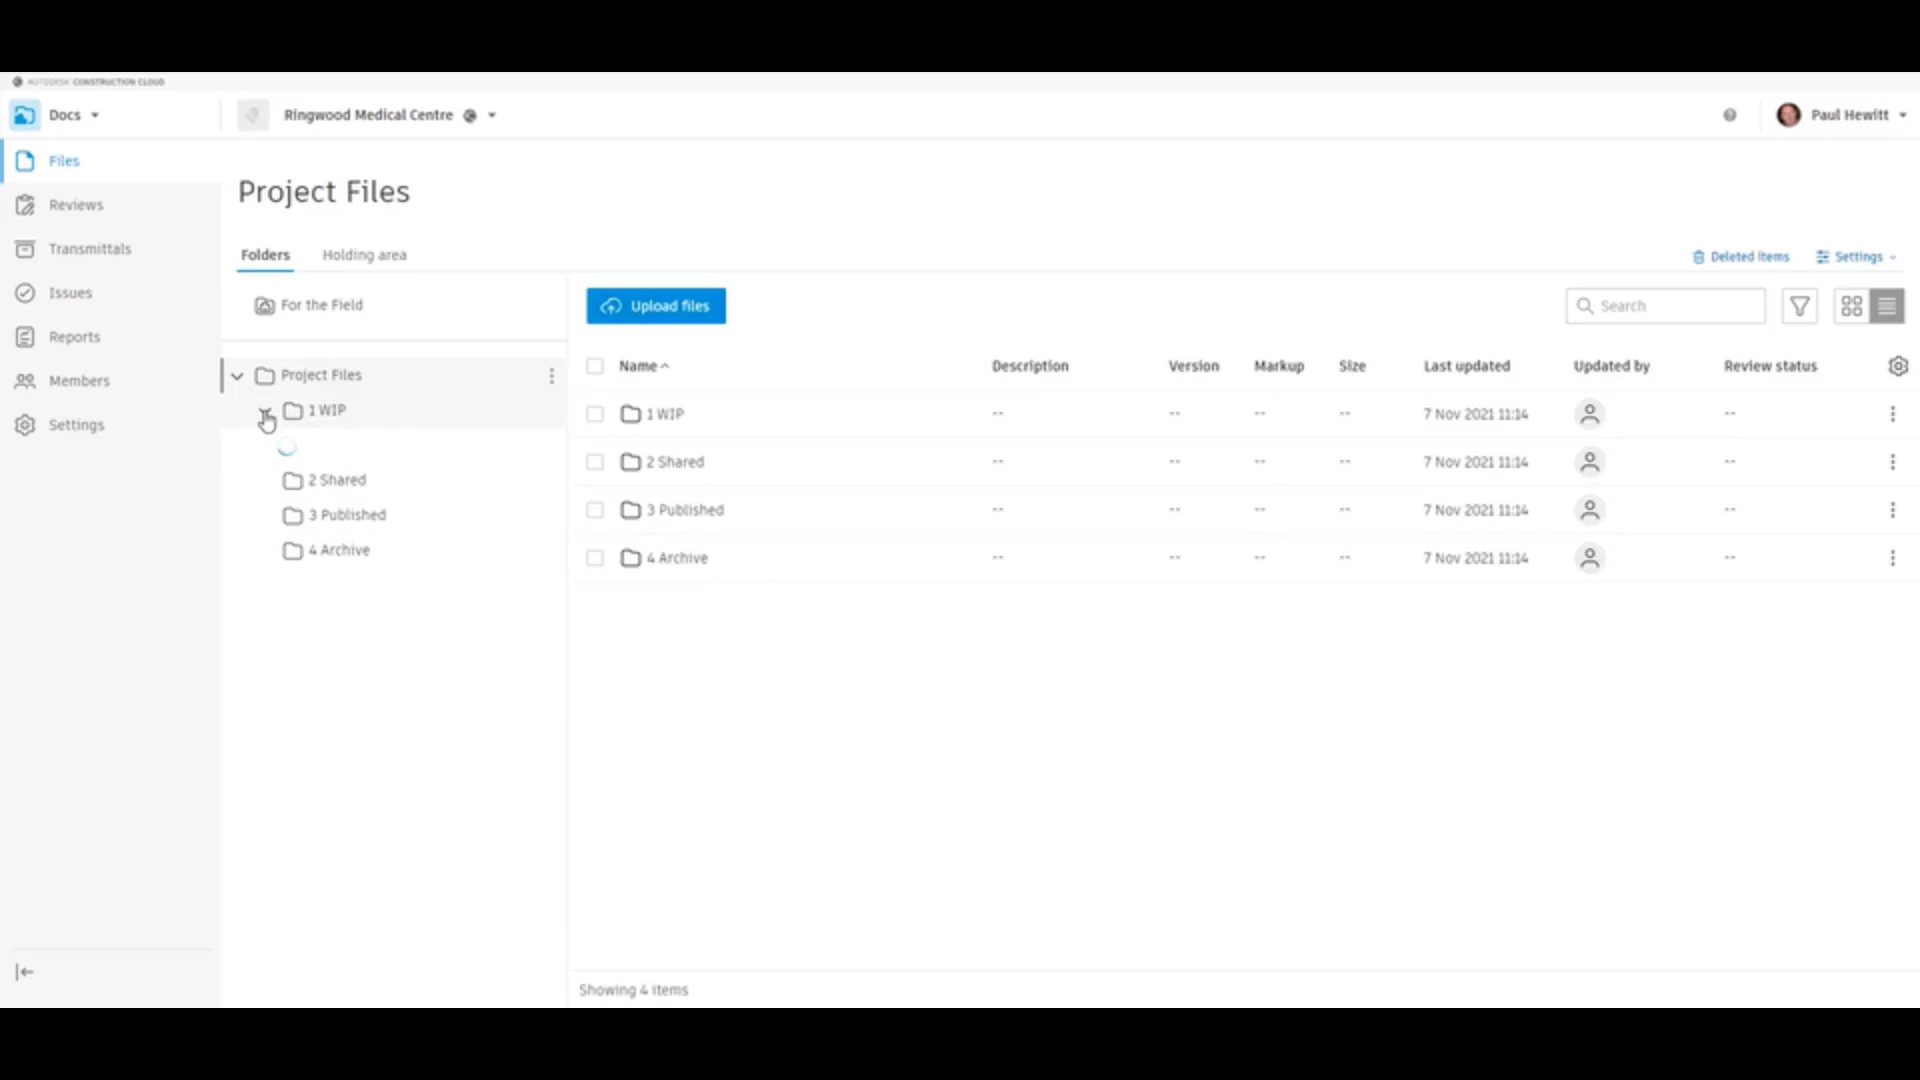 AUTODESK CONSTRUCTION CLOUD
Docs
Ringwood Medical Centre
Paul Hewitt
Files
Reviews
Transmittals
Issues
Reports
Members
Settings
Project Files
Folders Holding area
Deleted items Settings
For the Field
Project Files
1 WIP
2 Shared
3 Published
4 Archive
Upload files
Search
Name Description Version Markup Size Last updated Updated by Review status
1 WIP -- -- -- -- 7 Nov 2021 11:14 --
2 Shared -- -- -- -- 7 Nov 2021 11:14 --
3 Published -- -- -- -- 7 Nov 2021 11:14 --
4 Archive -- -- -- -- 7 Nov 2021 11:14 --
Showing 4 items